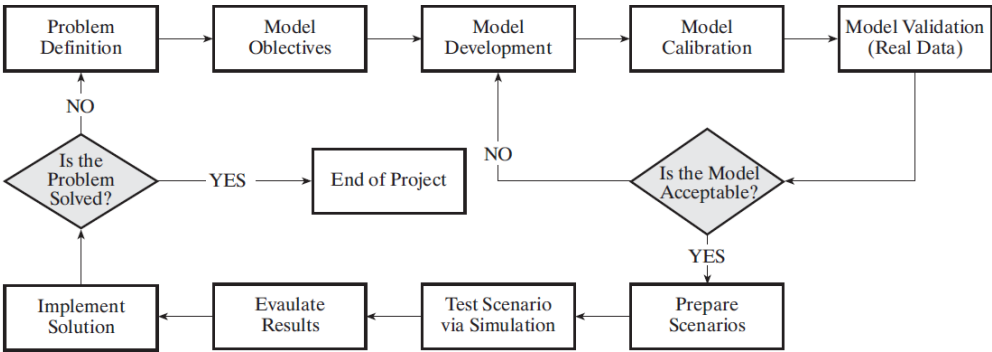 Problem
Definition
Model
Oblectives
Model
Development
Model
Calibration
Model Validation
(Real Data)
NO
Is the
Problem
Solved?
YES
End of Project
NO
Is the Model
Acceptable?
YES
Implement
Solution
Evaulate
Results
Test Scenario
via Simulation
Prepare
Scenarios